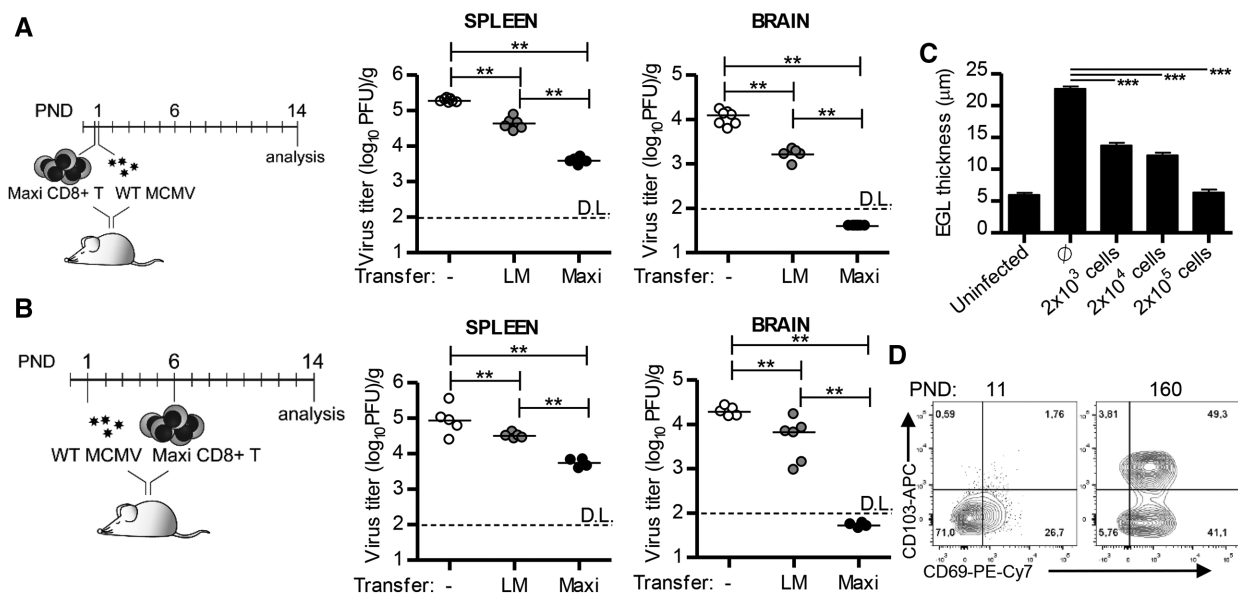 A
PND 1 6 14
analysis
Maxi CD8+ T WT MCMV
SPLEEN
Virus titer (log10 PFU)/g
6
5
4
3
2
1
D.L.
** ** **
Transfer: - LM Maxi
BRAIN
Virus titer (log10 PFU)/g
5
4
3
2
1
D.L.
** ** **
Transfer: - LM Maxi
B
PND 1 6 14
analysis
WT MCMV Maxi CD8+ T
SPLEEN
Virus titer (log10PFU)/g
6
5
4
3
2
1
D.L.
** ** **
Transfer: - LM Maxi
BRAIN
Virus titer (log10PFU)/g
5
4
3
2
1
D.L.
** ** **
Transfer: - LM Maxi
C
EGL thickness (µm)
25
20
15
10
5
0
*** *** ***
Uninfected
∅
2x10³ cells
2x10⁴ cells
2x10⁵ cells
D
PND: 11 160
0,59 1,76
71,0 26,7
3,81 49,3
5,76 41,1
CD103-APC
CD69-PE-Cy7